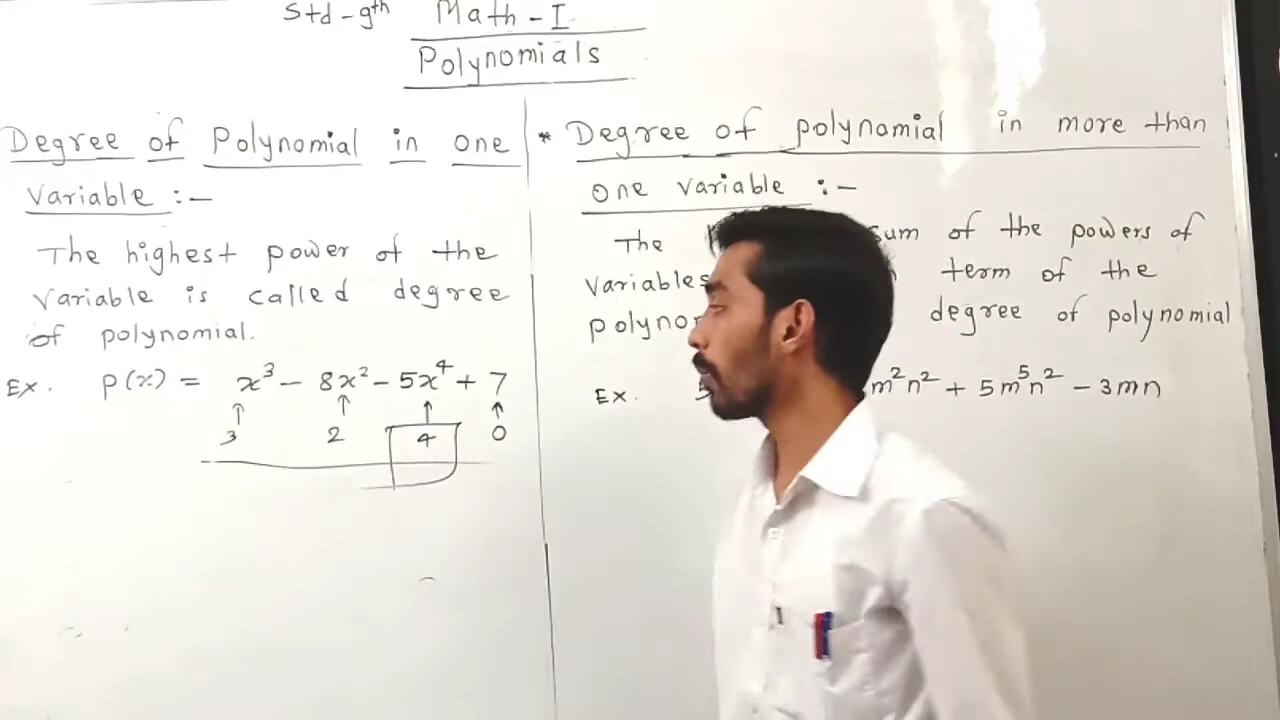 Std - 9th Math - I
Polynomials
Degree of Polynomial in one
Variable :-
The highest power of the
Variable is called degree
of polynomial.
Ex. p(x) = x³ - 8x² - 5x⁴ + 7
3 2 4 0
* Degree of polynamial in more than
one variable :-
The sum of the powers of
Variables term of the
degree of polynomial
Ex. m²n² + 5m⁵n² - 3mn